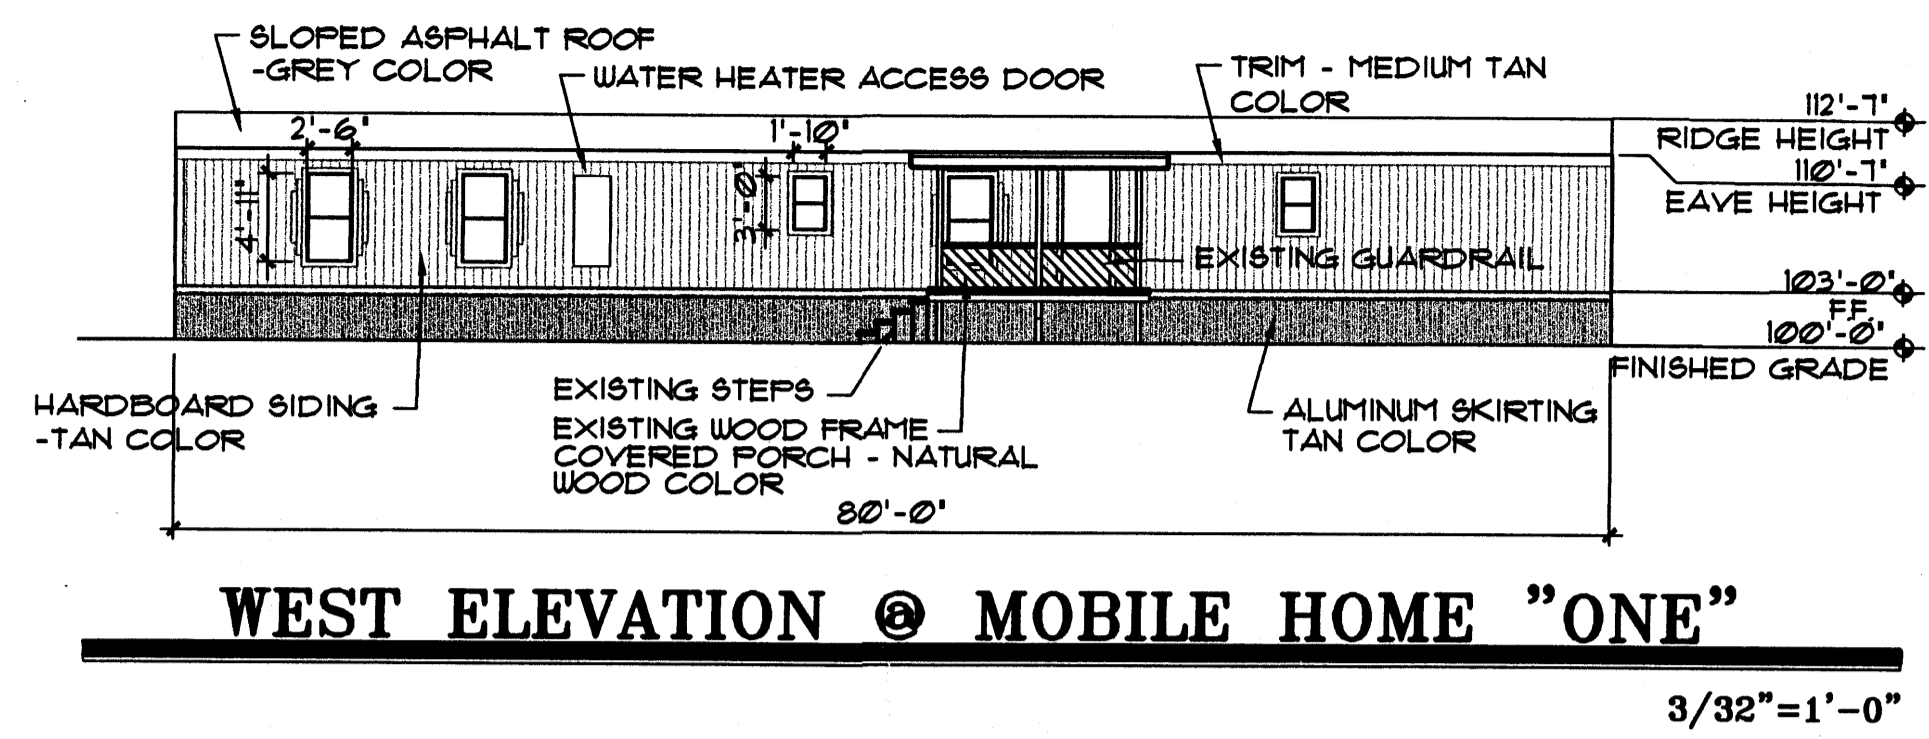 SLOPED ASPHALT ROOF
-GREY COLOR
WATER HEATER ACCESS DOOR
TRIM - MEDIUM TAN
COLOR
112'-7"
RIDGE HEIGHT
110'-7"
EAVE HEIGHT
2'-6"
1'-10"
4'-11"
3'-0"
EXISTING GUARDRAIL
103'-0"
F.F.
100'-0"
FINISHED GRADE
HARDBOARD SIDING
-TAN COLOR
EXISTING STEPS
EXISTING WOOD FRAME
COVERED PORCH - NATURAL
WOOD COLOR
ALUMINUM SKIRTING
TAN COLOR
80'-0"
WEST ELEVATION @ MOBILE HOME "ONE"
3/32"=1'-0"